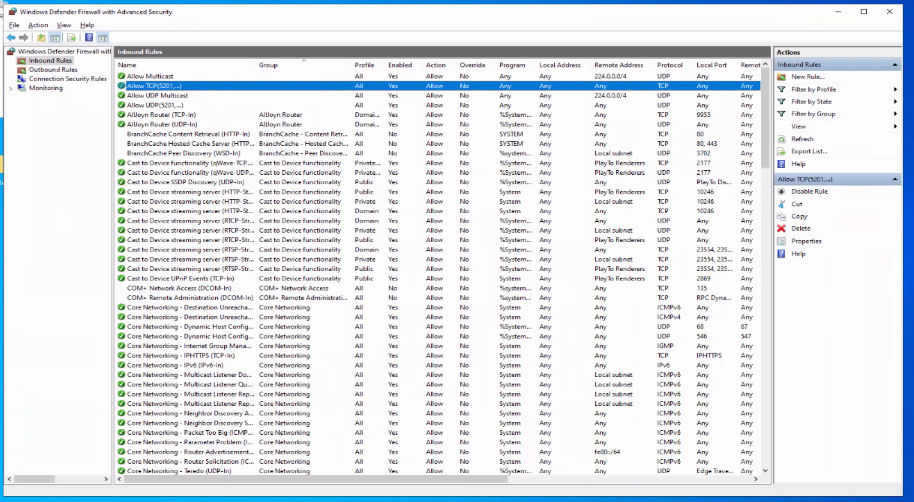 Windows Defender Firewall with Advanced Security
File Action View Help
Windows Defender Firewall wit
Inbound Rules
Outbound Rules
Connection Security Rules
Monitoring
Inbound Rules
Name Group Profile Enabled Action Override Program Local Address Remote Address Protocol Local Port Remot
Allow Multicast All Yes Allow No Any Any 224.0.0.0/4 UDP Any Any
Allow TCP(5201,...) All Yes Allow No Any Any Any TCP Any Any
Allow UDP Multicast All Yes Allow No Any Any 224.0.0.0/4 UDP Any Any
Allow UDP(5201,...) All Yes Allow No Any Any Any UDP Any Any
AllJoyn Router (TCP-In) AllJoyn Router Domai... Yes Allow No %System... Any Any TCP 9955 Any
AllJoyn Router (UDP-In) AllJoyn Router Domai... Yes Allow No %System... Any Any UDP Any Any
BranchCache Content Retrieval (HTTP-In) BranchCache - Content Retr... All No Allow No SYSTEM Any Any TCP 80 Any
BranchCache Hosted Cache Server (HTTP-... BranchCache - Hosted Cach... All No Allow No SYSTEM Any Any TCP 80, 443 Any
BranchCache Peer Discovery (WSD-In) BranchCache - Peer Discove... All No Allow No %System... Any Local subnet UDP 3702 Any
Cast to Device functionality (qWave-TCP... Cast to Device functionality Private... Yes Allow No %System... Any PlayTo Renderers TCP 2177 Any
Cast to Device functionality (qWave-UDP... Cast to Device functionality Private... Yes Allow No %System... Any PlayTo Renderers UDP 2177 Any
Cast to Device SSDP Discovery (UDP-In) Cast to Device functionality Public Yes Allow No %System... Any Any UDP PlayTo Dis... Any
Cast to Device streaming server (HTTP-St... Cast to Device functionality Public Yes Allow No System Any PlayTo Renderers TCP 10246 Any
Cast to Device streaming server (HTTP-St... Cast to Device functionality Private Yes Allow No System Any Local subnet TCP 10246 Any
Cast to Device streaming server (HTTP-St... Cast to Device functionality Domain Yes Allow No System Any Any TCP 10246 Any
Cast to Device streaming server (RTCP-Str... Cast to Device functionality Domain Yes Allow No %System... Any Any UDP Any Any
Cast to Device streaming server (RTCP-Str... Cast to Device functionality Private Yes Allow No %System... Any Local subnet UDP Any Any
Cast to Device streaming server (RTCP-Str... Cast to Device functionality Public Yes Allow No %System... Any PlayTo Renderers UDP Any Any
Cast to Device streaming server (RTSP-Str... Cast to Device functionality Domain Yes Allow No %System... Any Any TCP 23554, 235... Any
Cast to Device streaming server (RTSP-Str... Cast to Device functionality Private Yes Allow No %System... Any Local subnet TCP 23554, 235... Any
Cast to Device streaming server (RTSP-Str... Cast to Device functionality Public Yes Allow No %System... Any PlayTo Renderers TCP 23554, 235... Any
Cast to Device UPnP Events (TCP-In) Cast to Device functionality Public Yes Allow No System Any PlayTo Renderers TCP 2869 Any
COM+ Network Access (DCOM-In) COM+ Network Access All No Allow No %System... Any Any TCP 135 Any
COM+ Remote Administration (DCOM-In) COM+ Remote Administrati... All No Allow No %System... Any Any TCP RPC Dyna... Any
Core Networking - Destination Unreacha... Core Networking All Yes Allow No System Any Any ICMPv6 Any Any
Core Networking - Destination Unreacha... Core Networking All Yes Allow No System Any Any ICMPv4 Any Any
Core Networking - Dynamic Host Config... Core Networking All Yes Allow No %System... Any Any UDP 68 67
Core Networking - Dynamic Host Config... Core Networking All Yes Allow No %System... Any Any UDP 546 547
Core Networking - Internet Group Mana... Core Networking All Yes Allow No System Any Any IGMP Any Any
Core Networking - IPHTTPS (TCP-In) Core Networking All Yes Allow No System Any Any TCP IPHTTPS Any
Core Networking - IPv6 (IPv6-In) Core Networking All Yes Allow No System Any Any IPv6 Any Any
Core Networking - Multicast Listener Do... Core Networking All Yes Allow No System Any Local subnet ICMPv6 Any Any
Core Networking - Multicast Listener Qu... Core Networking All Yes Allow No System Any Local subnet ICMPv6 Any Any
Core Networking - Multicast Listener Rep... Core Networking All Yes Allow No System Any Local subnet ICMPv6 Any Any
Core Networking - Multicast Listener Rep... Core Networking All Yes Allow No System Any Local subnet ICMPv6 Any Any
Core Networking - Neighbor Discovery A... Core Networking All Yes Allow No System Any Any ICMPv6 Any Any
Core Networking - Neighbor Discovery S... Core Networking All Yes Allow No System Any Any ICMPv6 Any Any
Core Networking - Packet Too Big (ICMP... Core Networking All Yes Allow No System Any Any ICMPv6 Any Any
Core Networking - Parameter Problem (I... Core Networking All Yes Allow No System Any Any ICMPv6 Any Any
Core Networking - Router Advertisement... Core Networking All Yes Allow No System Any fe80::/64 ICMPv6 Any Any
Core Networking - Router Solicitation (IC... Core Networking All Yes Allow No System Any Any ICMPv6 Any Any
Core Networking - Teredo (UDP-In) Core Networking All Yes Allow No %System... Any Any UDP Edge Trave... Any
Actions
Inbound Rules
New Rule...
Filter by Profile
Filter by State
Filter by Group
View
Refresh
Export List...
Help
Allow TCP(5201,...)
Disable Rule
Cut
Copy
Delete
Properties
Help